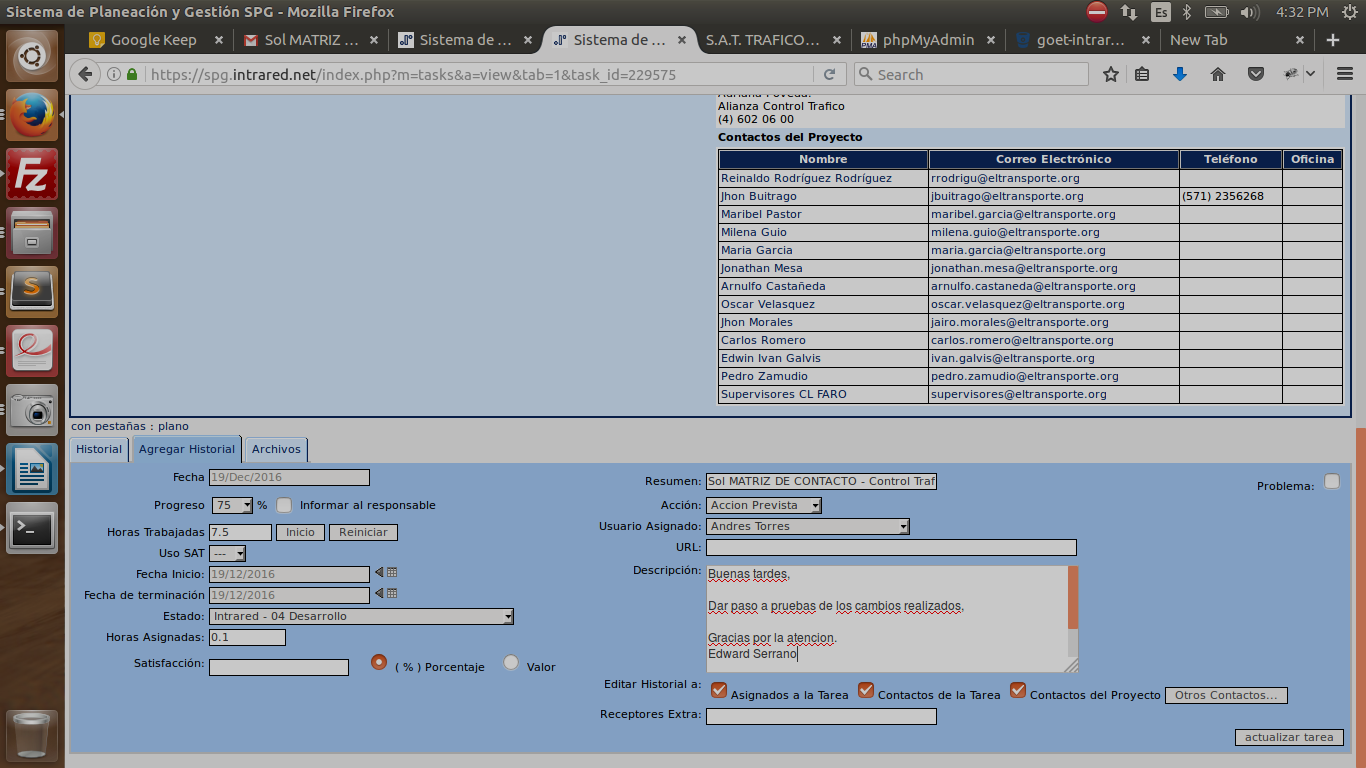 Sistema de Planeación y Gestión SPG - Mozilla Firefox
Es
4:32 PM
Google Keep
Sol MATRIZ ...
Sistema de ...
Sistema de ...
S.A.T. TRAFICO...
phpMyAdmin
goet-intrar...
New Tab
https://spg.intrared.net/index.php?m=tasks&a=view&tab=1&task_id=229575
Search
Adriana Poveda.
Alianza Control Trafico
(4) 602 06 00
Contactos del Proyecto
Nombre Correo Electrónico Teléfono Oficina
Reinaldo Rodríguez Rodríguez rrodrigu@eltransporte.org
Jhon Buitrago jbuitrago@eltransporte.org (571) 2356268
Maribel Pastor maribel.garcia@eltransporte.org
Milena Guio milena.guio@eltransporte.org
Maria Garcia maria.garcia@eltransporte.org
Jonathan Mesa jonathan.mesa@eltransporte.org
Arnulfo Castañeda arnulfo.castaneda@eltransporte.org
Oscar Velasquez oscar.velasquez@eltransporte.org
Jhon Morales jairo.morales@eltransporte.org
Carlos Romero carlos.romero@eltransporte.org
Edwin Ivan Galvis ivan.galvis@eltransporte.org
Pedro Zamudio pedro.zamudio@eltransporte.org
Supervisores CL FARO supervisores@eltransporte.org
con pestañas : plano
Historial Agregar Historial Archivos
Fecha 19/Dec/2016
Progreso 75 % Informar al responsable
Horas Trabajadas 7.5 Inicio Reiniciar
Uso SAT ---
Fecha Inicio: 19/12/2016
Fecha de terminación 19/12/2016
Estado: Intrared - 04 Desarrollo
Horas Asignadas: 0.1
Satisfacción: ( % ) Porcentaje Valor
Resumen: Sol MATRIZ DE CONTACTO - Control Traf
Problema:
Acción: Accion Prevista
Usuario Asignado: Andres Torres
URL:
Descripción: Buenas tardes,
Dar paso a pruebas de los cambios realizados.
Gracias por la atencion.
Edward Serrano
Editar Historial a: Asignados a la Tarea Contactos de la Tarea Contactos del Proyecto Otros Contactos...
Receptores Extra:
actualizar tarea